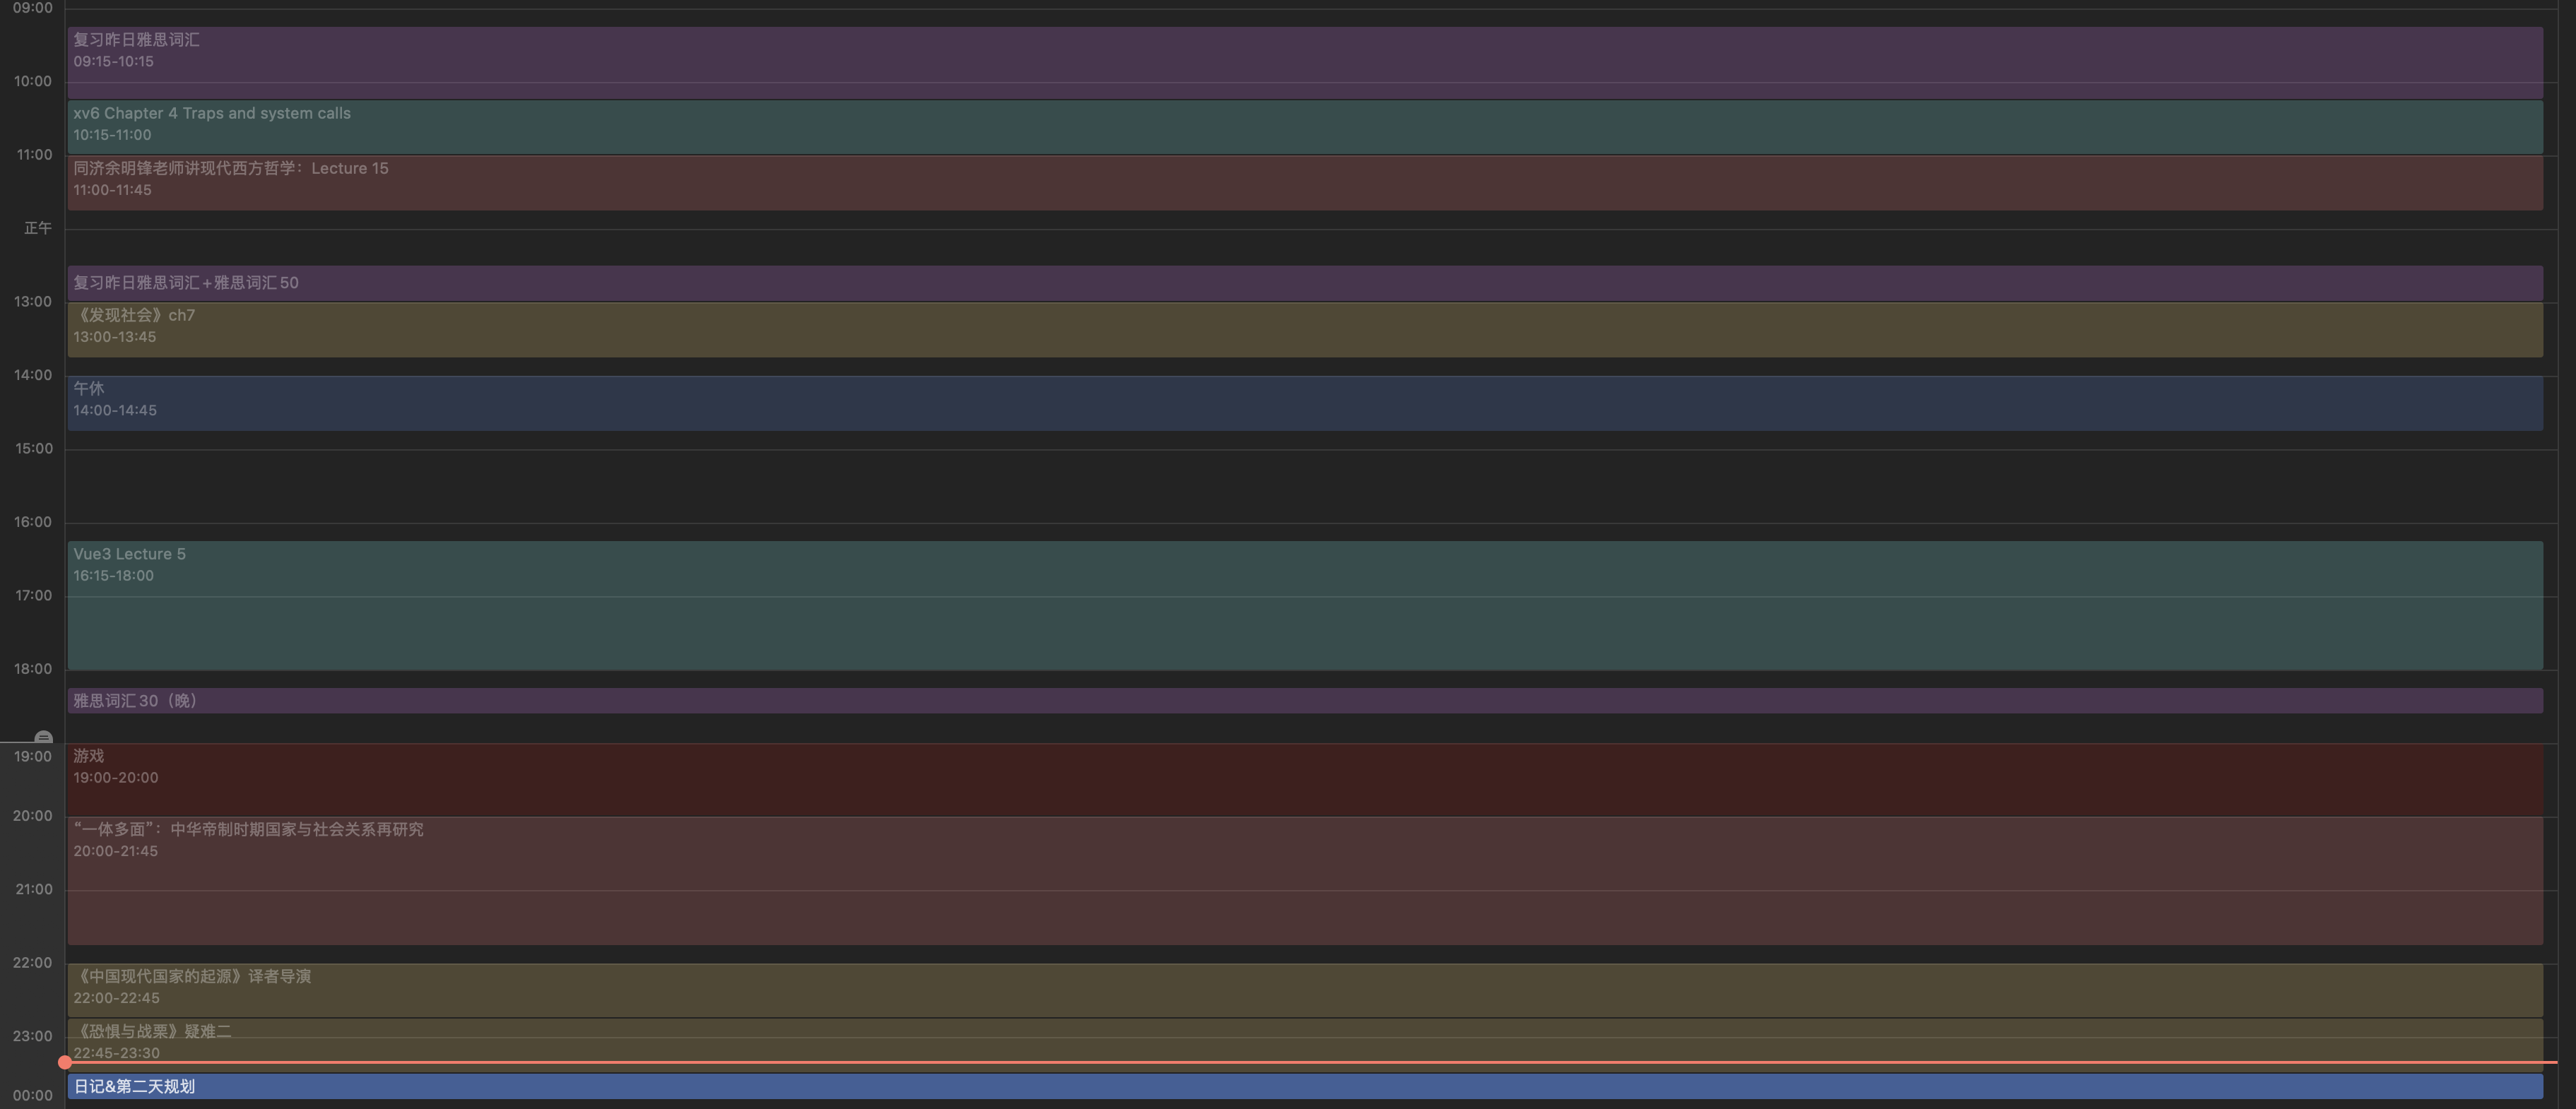 09:00
复习昨日雅思词汇
09:15-10:15
10:00
xv6 Chapter 4 Traps and system calls
10:15-11:00
11:00
同济余明锋老师讲现代西方哲学：Lecture 15
11:00-11:45
正午
复习昨日雅思词汇+雅思词汇50
13:00
《发现社会》ch7
13:00-13:45
14:00
午休
14:00-14:45
15:00
16:00
Vue3 Lecture 5
16:15-18:00
17:00
18:00
雅思词汇30（晚）
19:00
游戏
19:00-20:00
20:00
“一体多面”：中华帝制时期国家与社会关系再研究
20:00-21:45
21:00
22:00
《中国现代国家的起源》译者导演
22:00-22:45
23:00
《恐惧与战栗》疑难二
22:45-23:30
日记&第二天规划
00:00